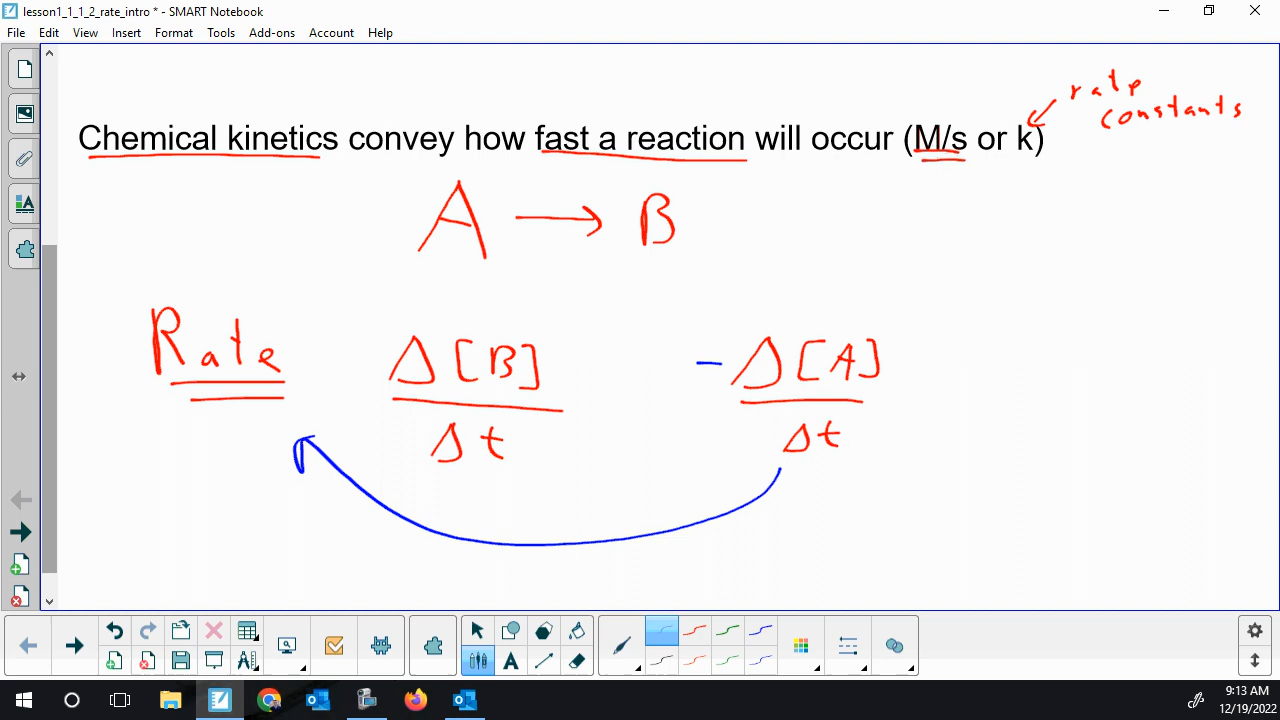 lesson1_1_1_2_rate_intro * - SMART Notebook
File Edit View Insert Format Tools Add-ons Account Help
rate
constants
Chemical kinetics convey how fast a reaction will occur (M/s or k)
A → B
Rate Δ[B] - Δ[A]
Δt Δt
A
9:13 AM
12/19/2022